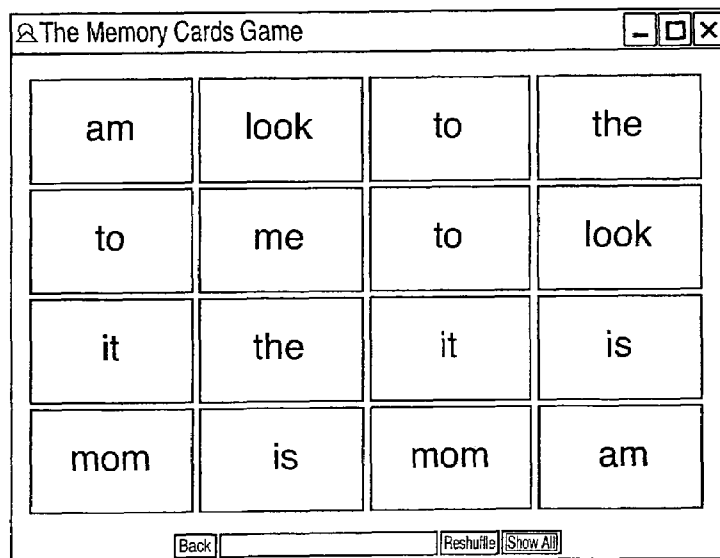 The Memory Cards Game
am look to the
to me to look
it the it is
mom is mom am
Back Reshuffle Show All